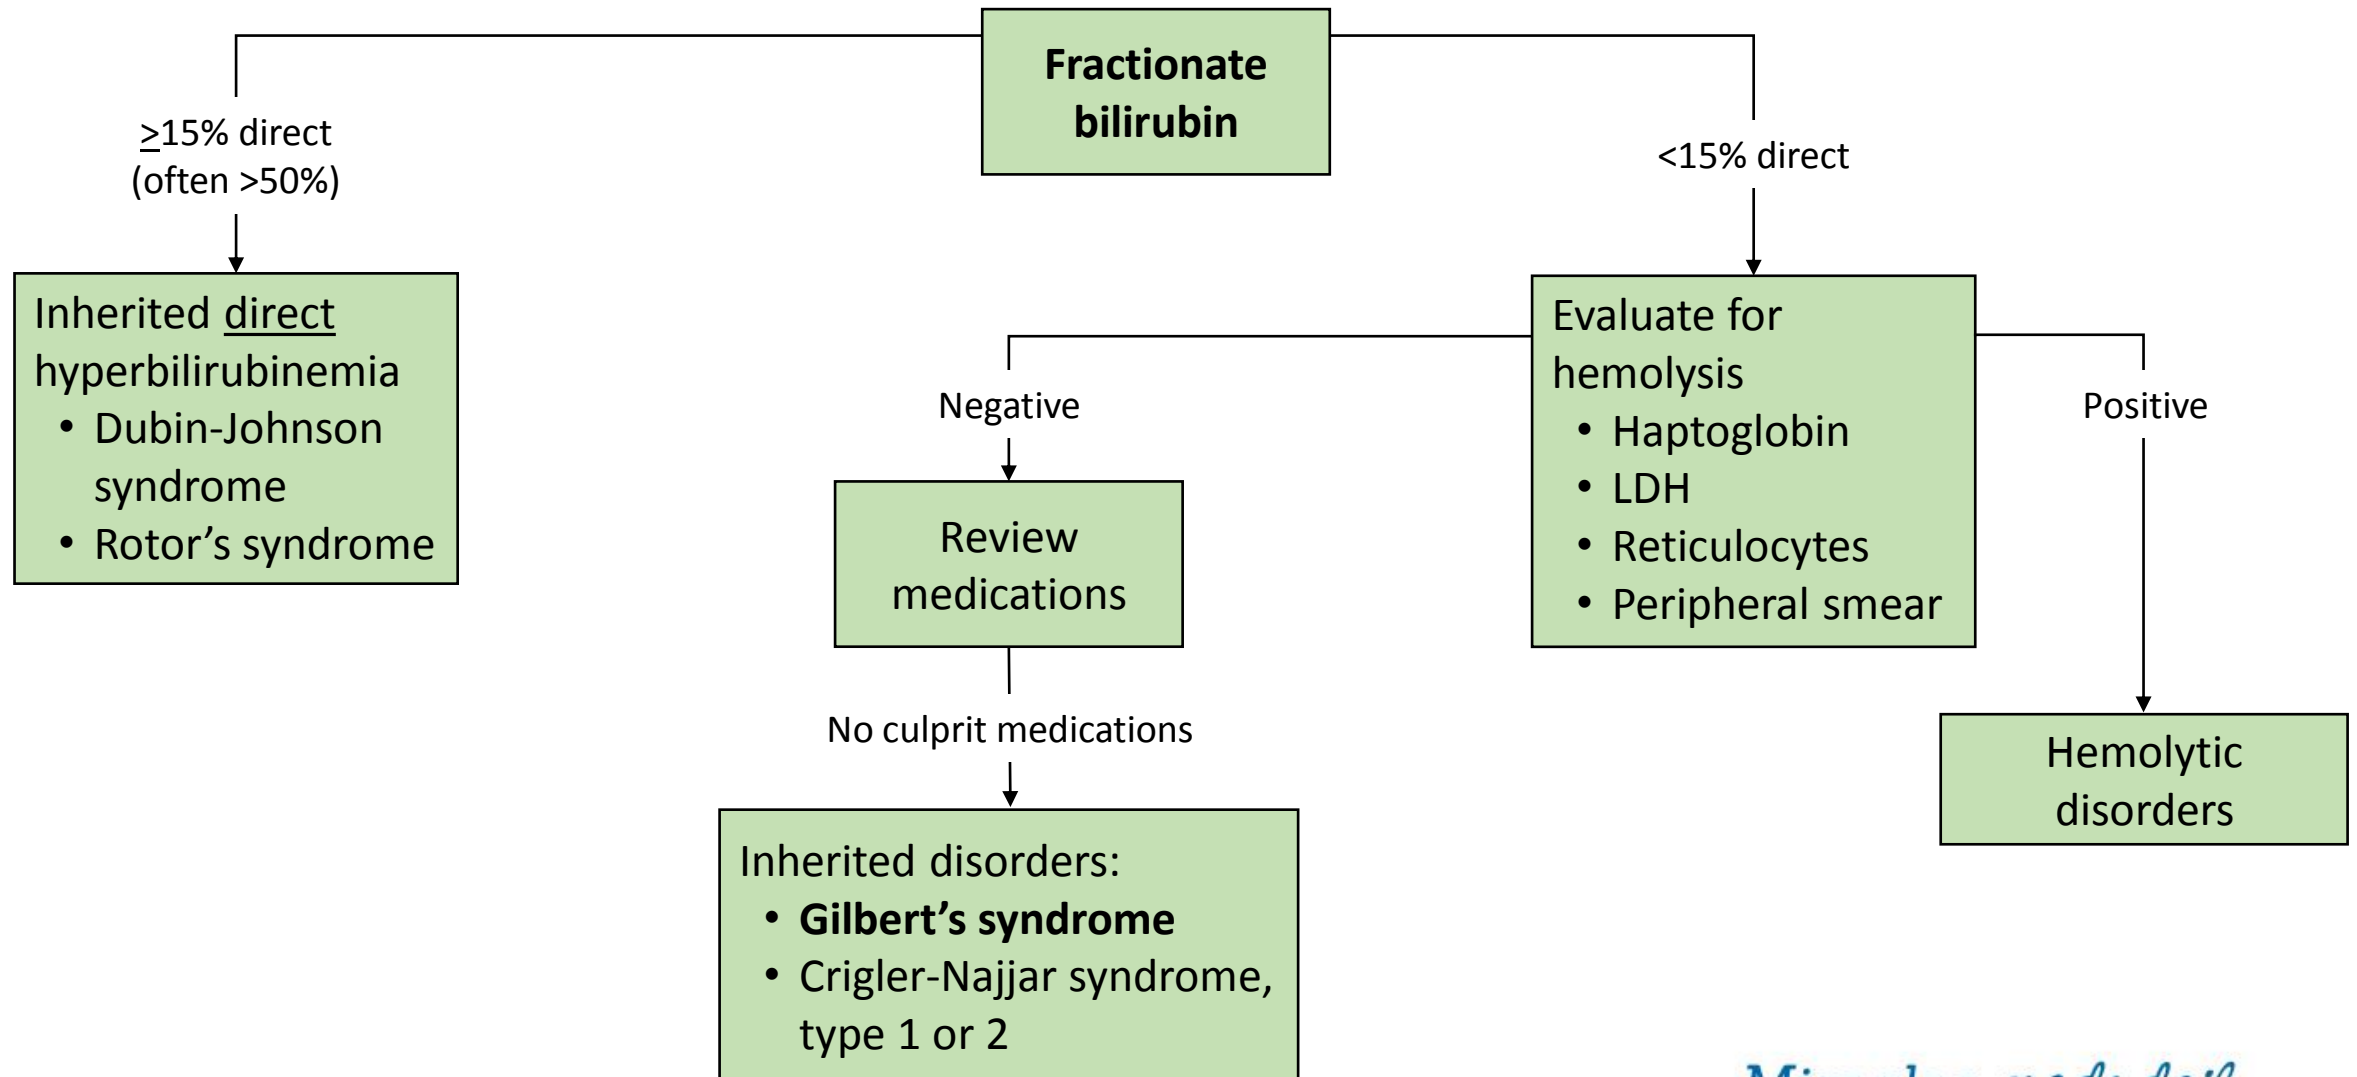 Fractionate
bilirubin
≥15% direct
(often >50%)
<15% direct
Inherited direct
hyperbilirubinemia
• Dubin-Johnson
syndrome
• Rotor’s syndrome
Evaluate for
hemolysis
• Haptoglobin
• LDH
• Reticulocytes
• Peripheral smear
Negative
Positive
Review
medications
No culprit medications
Hemolytic
disorders
Inherited disorders:
• Gilbert’s syndrome
• Crigler-Najjar syndrome,
type 1 or 2
made